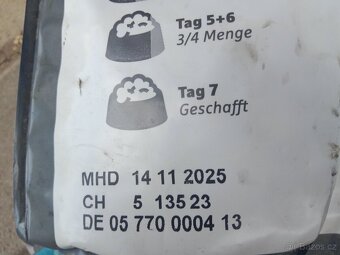 Tag 5+6
3/4 Menge
Tag 7
Geschafft
MHD 14 11 2025
CH 5 135 23
DE 05 770 0004 13